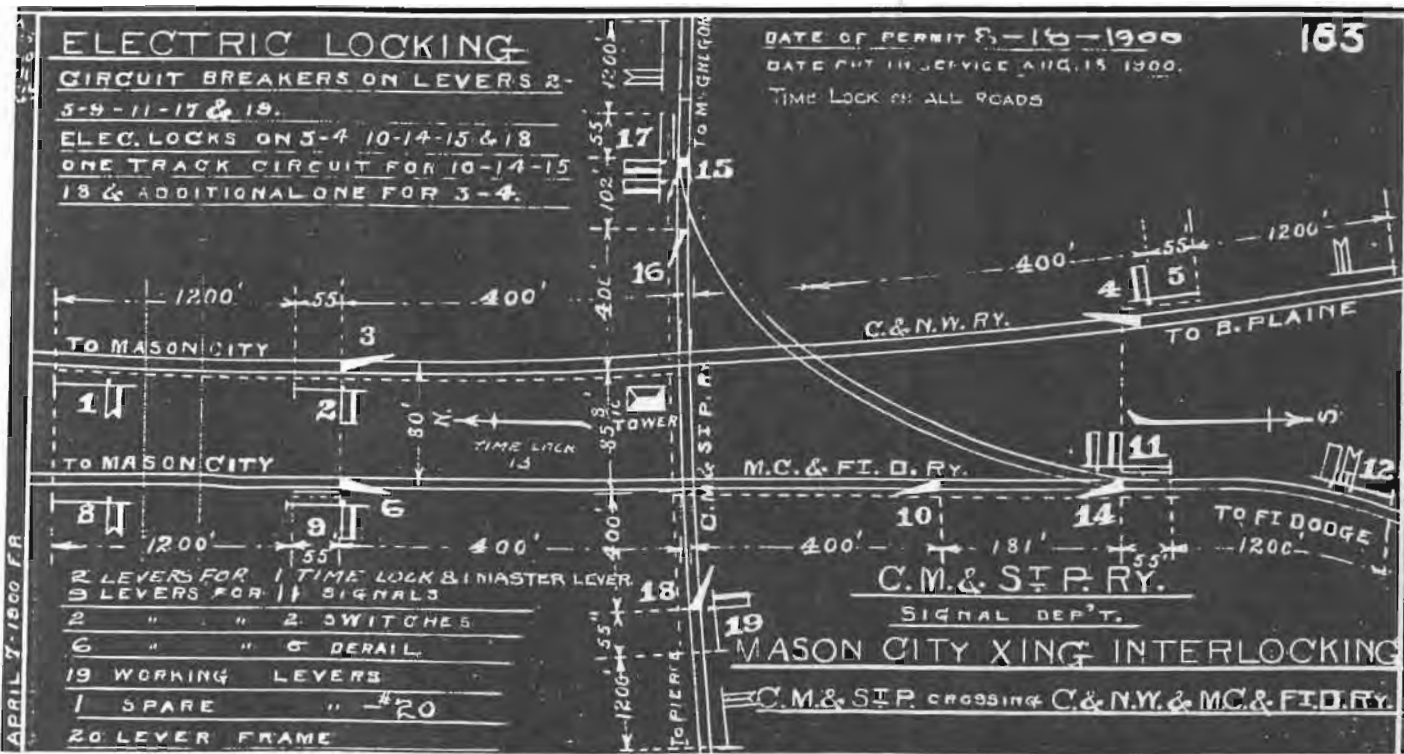 ELECTRIC LOCKING
CIRCUIT BREAKERS ON LEVERS 2-
5-9-11-17 & 19.
ELEC. LOCKS ON 3-4 10-14-15 & 18
ONE TRACK CIRCUIT FOR 10-14-15
18 & ADDITIONAL ONE FOR 3-4.
DATE OF PERMIT 8-18-1900
DATE PUT IN SERVICE AUG. 18 1900.
TIME LOCK ON ALL ROADS
163
1200'
55'
102'
400'
17
15
16
1200'
55
400'
400'
55'
1200'
4
5
3
TO MASON CITY
C. & N.W. RY.
TO B. PLAINE
1
2
80'
N.
TIME LOCK
13
85'
TOWER
C.M. & ST P. RY
S.
11
12
TO MASON CITY
M.C. & FT. D. RY.
8
9
6
10
14
TO FT DODGE
1200'
55'
400'
400'
400'
181'
55'
1200'
2 LEVERS FOR 1 TIME LOCK & 1 MASTER LEVER
9 LEVERS FOR 11 SIGNALS
2 " " 2 SWITCHES
6 " " 6 DERAIL
19 WORKING LEVERS
1 SPARE " - #20
20 LEVER FRAME
18
19
55"
1200'
C.M. & ST P. RY.
SIGNAL DEP'T.
MASON CITY XING INTERLOCKING
C.M. & ST P. CROSSING C. & N.W. & M.C. & FT. D. RY.
APRIL 7-1900 F.R